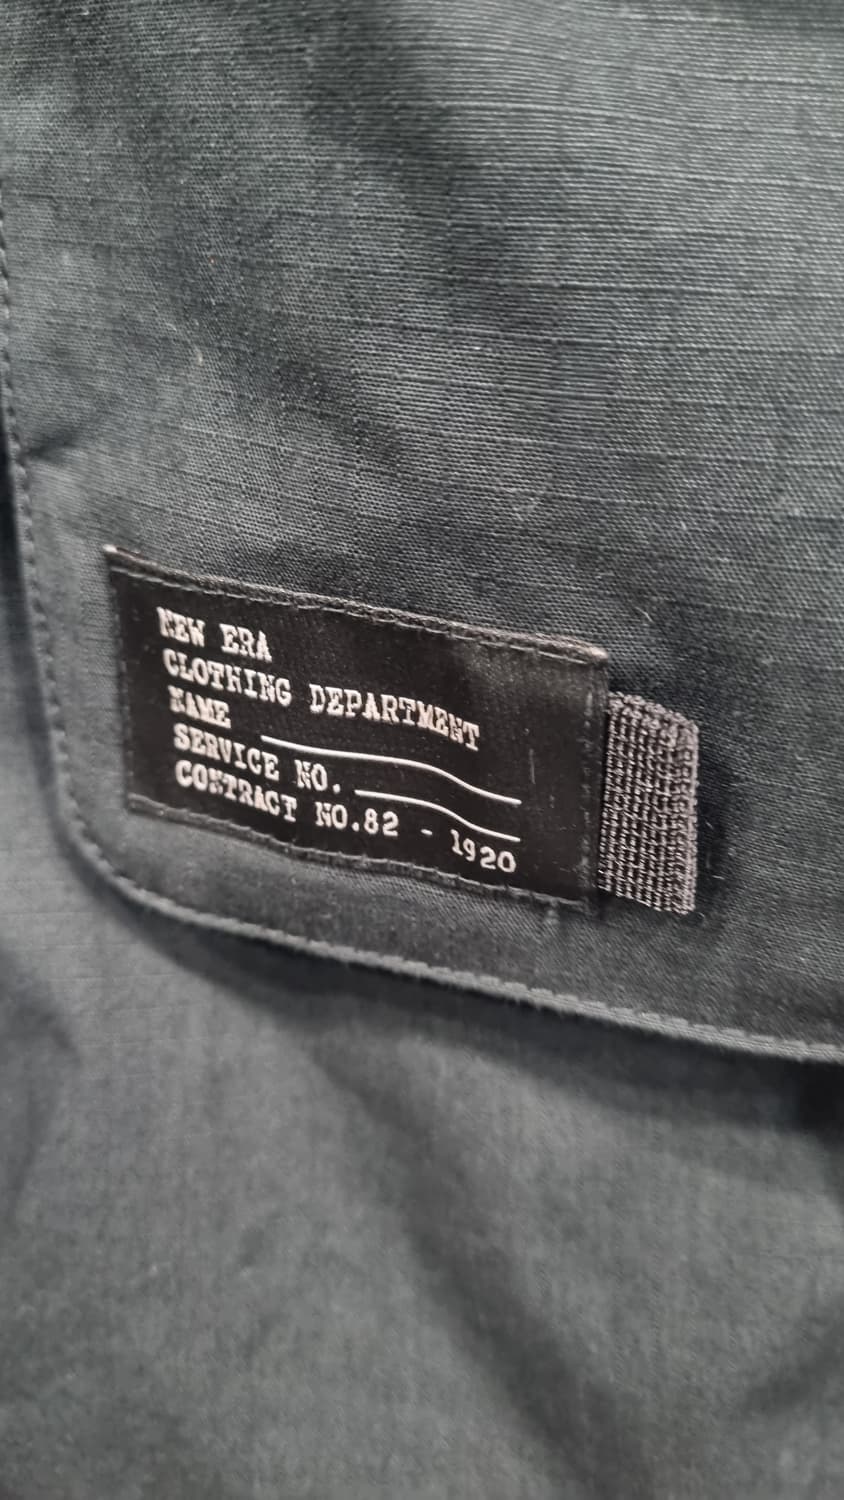 NEW ERA
CLOTHING DEPARTMENT
NAME
SERVICE NO.
CONTRACT NO.82 - 1920